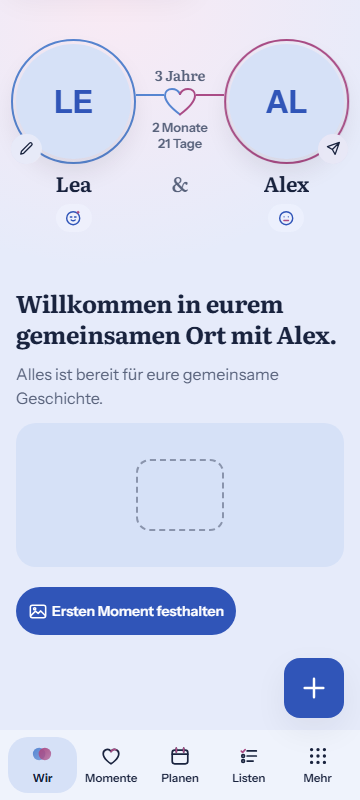 LE
3 Jahre
2 Monate
21 Tage
AL
Lea
&
Alex
Willkommen in eurem
gemeinsamen Ort mit Alex.
Alles ist bereit für eure gemeinsame
Geschichte.
Ersten Moment festhalten
Wir
Momente
Planen
Listen
Mehr